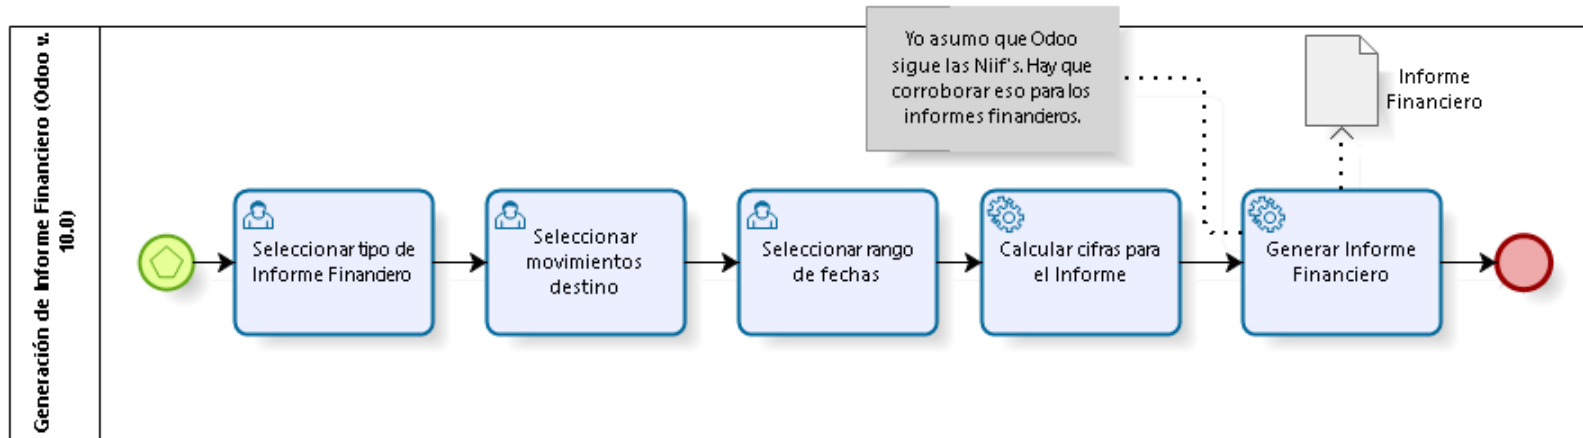 Generación de Informe Financiero (Odoo v.
10.0)
Yo asumo que Odoo
sigue las Niif's. Hay que
corroborar eso para los
informes financieros.
Informe
Financiero
Seleccionar tipo de
Informe Financiero
Seleccionar
movimientos
destino
Seleccionar rango
de fechas
Calcular cifras para
el Informe
Generar Informe
Financiero